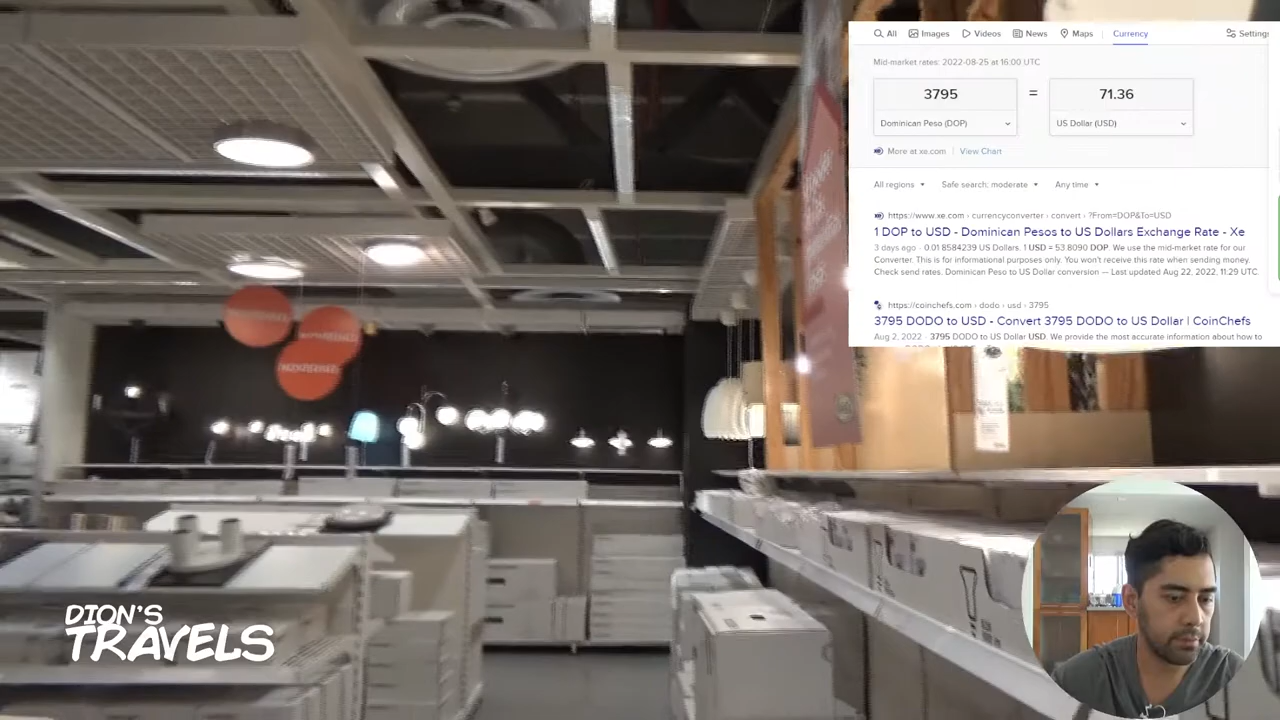 All Images Videos News Maps Currency Settings
Mid-market rates: 2022-08-25 at 16:00 UTC
3795 = 71.36
Dominican Peso (DOP) US Dollar (USD)
More at xe.com | View Chart
All regions Safe search: moderate Any time
https://www.xe.com › currencyconverter › convert › ?From=DOP&To=USD
1 DOP to USD - Dominican Pesos to US Dollars Exchange Rate - Xe
3 days ago · 0.01 8584239 US Dollars. 1 USD = 53.8090 DOP. We use the mid-market rate for our
Converter. This is for informational purposes only. You won't receive this rate when sending money.
Check send rates. Dominican Peso to US Dollar conversion — Last updated Aug 22, 2022, 11:29 UTC.
https://coinchefs.com › dodo › usd › 3795
3795 DODO to USD - Convert 3795 DODO to US Dollar | CoinChefs
Aug 2, 2022 · 3795 DODO to USD. We provide the most accurate information about how to
DION'S
TRAVELS